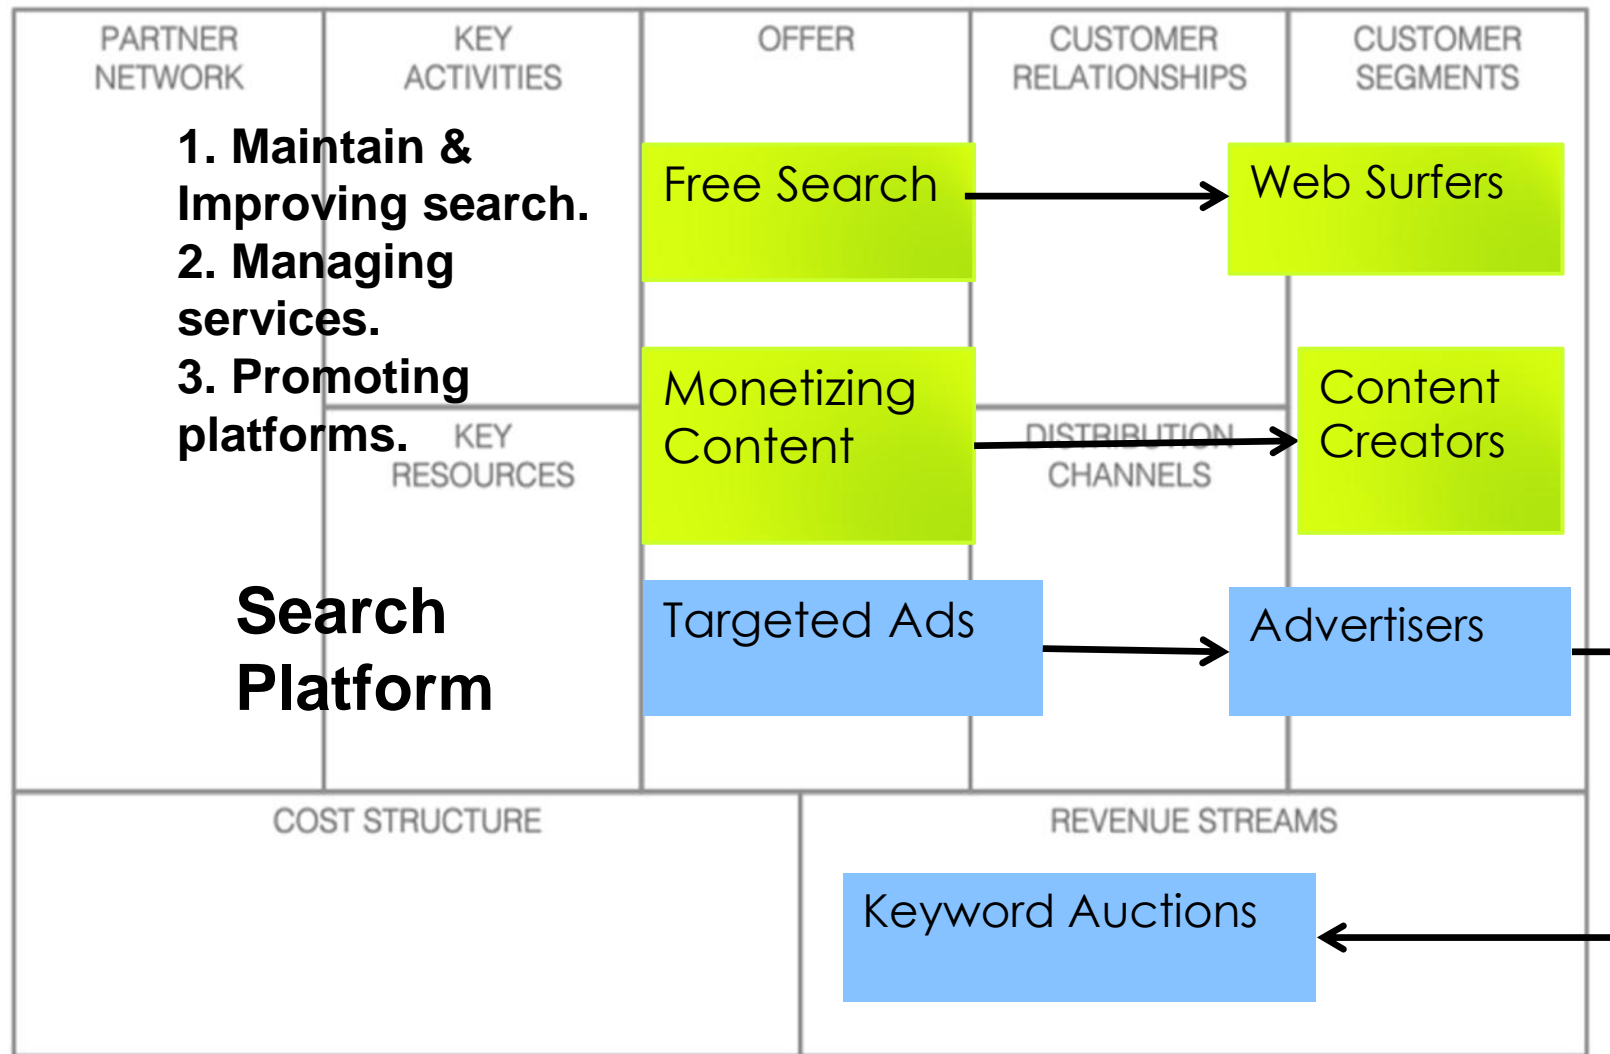 PARTNER
NETWORK
KEY
ACTIVITIES
OFFER
CUSTOMER
RELATIONSHIPS
CUSTOMER
SEGMENTS
1. Maintain &
Improving search.
2. Managing
services.
3. Promoting
platforms.
Free Search
Web Surfers
Monetizing
Content
Content
Creators
KEY
RESOURCES
DISTRIBUTION
CHANNELS
Search
Platform
Targeted Ads
Advertisers
COST STRUCTURE
REVENUE STREAMS
Keyword Auctions